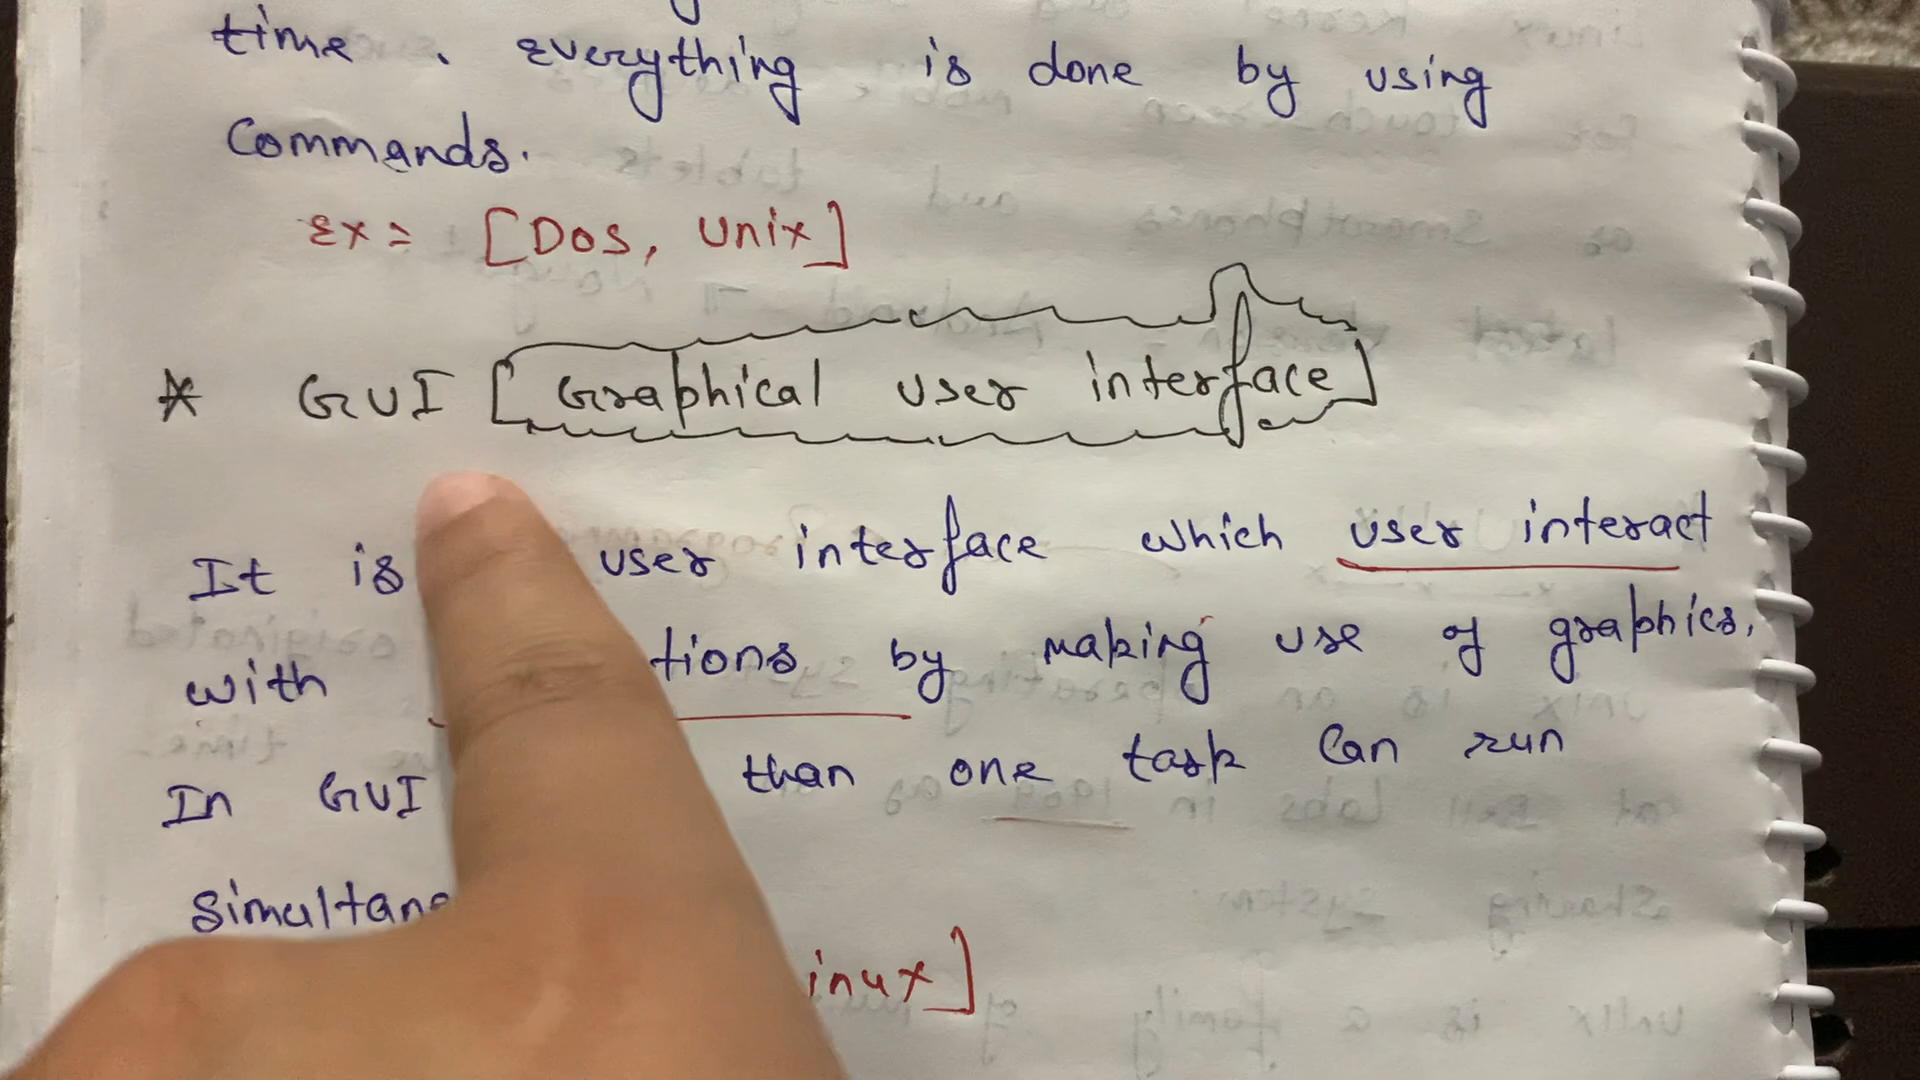 time. Everything is done by using
Commands.
Ex = [Dos, Unix]
* GUI [Graphical user interface]
It is user interface which user interact
with tions by making use of graphics.
In GUI than one task Can run
simultane
inux]